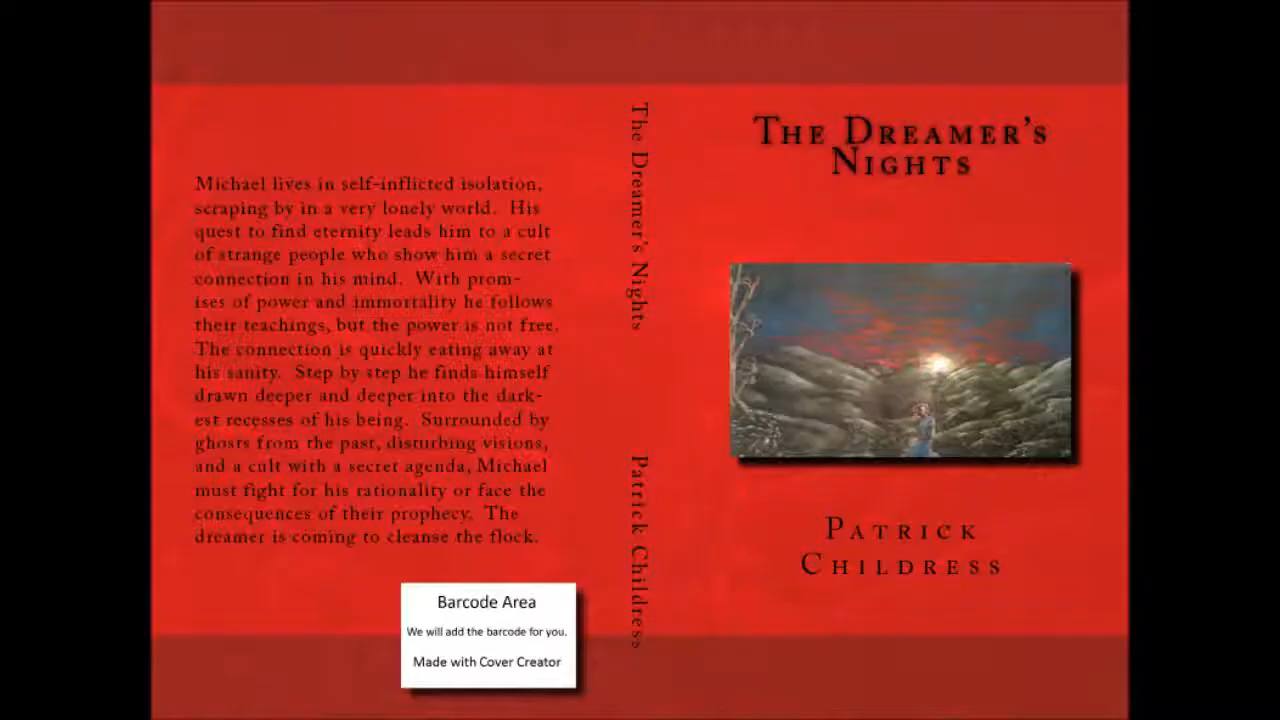 Michael lives in self-inflicted isolation,
scraping by in a very lonely world. His
quest to find eternity leads him to a cult
of strange people who show him a secret
connection in his mind. With prom-
ises of power and immortality he follows
their teachings, but the power is not free.
The connection is quickly eating away at
his sanity. Step by step he finds himself
drawn deeper and deeper into the dark-
est recesses of his being. Surrounded by
ghosts from the past, disturbing visions,
and a cult with a secret agenda, Michael
must fight for his rationality or face the
consequences of their prophecy. The
dreamer is coming to cleanse the flock.
Barcode Area
We will add the barcode for you.
Made with Cover Creator
The Dreamer's Nights
Patrick Childress
The Dreamer's
Nights
Patrick
Childress